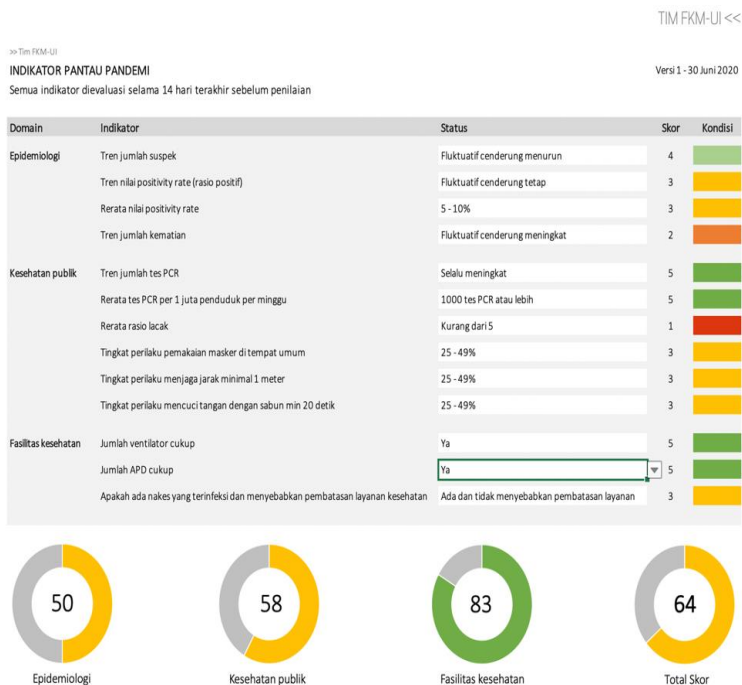 TIM FKM-UI <<
>> Tim FKM-UI
INDIKATOR PANTAU PANDEMI
Versi 1 - 30 Juni 2020
Semua indikator dievaluasi selama 14 hari terakhir sebelum penilaian
Domain Indikator Status Skor Kondisi
Epidemiologi Tren jumlah suspek Fluktuatif cenderung menurun 4
Tren nilai positivity rate (rasio positif) Fluktuatif cenderung tetap 3
Rerata nilai positivity rate 5 - 10% 3
Tren jumlah kematian Fluktuatif cenderung meningkat 2
Kesehatan publik Tren jumlah tes PCR Selalu meningkat 5
Rerata tes PCR per 1 juta penduduk per minggu 1000 tes PCR atau lebih 5
Rerata rasio lacak Kurang dari 5 1
Tingkat perilaku pemakaian masker di tempat umum 25 - 49% 3
Tingkat perilaku menjaga jarak minimal 1 meter 25 - 49% 3
Tingkat perilaku mencuci tangan dengan sabun min 20 detik 25 - 49% 3
Fasilitas kesehatan Jumlah ventilator cukup Ya 5
Jumlah APD cukup Ya 5
Apakah ada nakes yang terinfeksi dan menyebabkan pembatasan layanan kesehatan Ada dan tidak menyebabkan pembatasan layanan 3
50 58 83 64
Epidemiologi Kesehatan publik Fasilitas kesehatan Total Skor